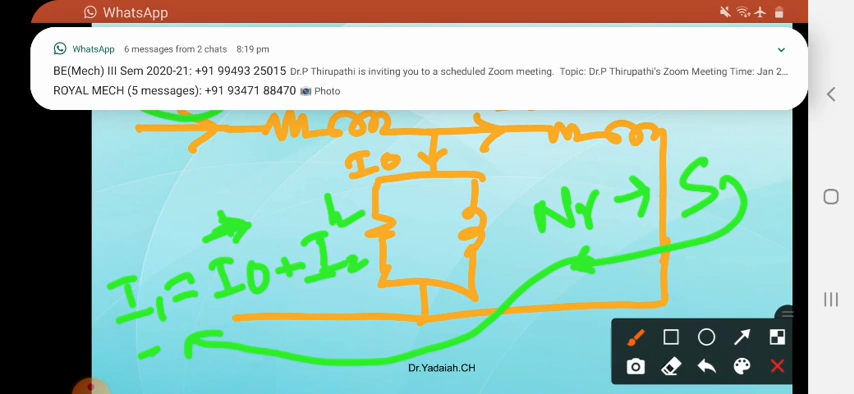 WhatsApp
WhatsApp 6 messages from 2 chats 8:19 pm
BE(Mech) III Sem 2020-21: +91 99493 25015 Dr.P Thirupathi is inviting you to a scheduled Zoom meeting. Topic: Dr.P Thirupathi's Zoom Meeting Time: Jan 2...
ROYAL MECH (5 messages): +91 93471 88470 📷 Photo
I0
Nr → S
I1 = I0 + I2
Dr.Yadaiah.CH